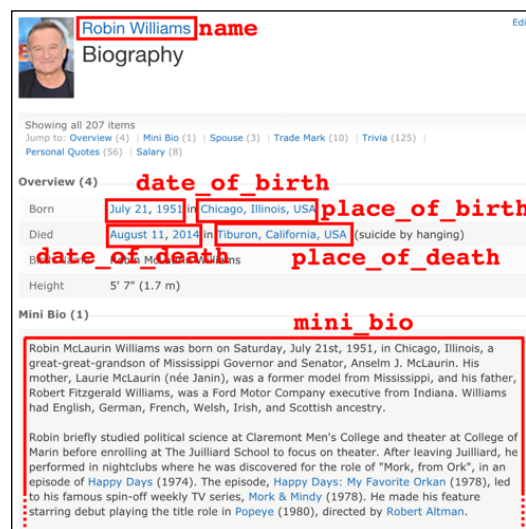 Robin Williams name
Edi
Biography
Showing all 207 items
Jump to: Overview (4) | Mini Bio (1) | Spouse (3) | Trade Mark (10) | Trivia (125) |
Personal Quotes (56) | Salary (8)
Overview (4)
date_of_birth
Born July 21, 1951 in Chicago, Illinois, USA place_of_birth
Died August 11, 2014 in Tiburon, California, USA (suicide by hanging)
date_of_death place_of_death
Height 5' 7" (1.7 m)
Mini Bio (1)
mini_bio
Robin McLaurin Williams was born on Saturday, July 21st, 1951, in Chicago, Illinois, a
great-great-grandson of Mississippi Governor and Senator, Anselm J. McLaurin. His
mother, Laurie McLaurin (née Janin), was a former model from Mississippi, and his father,
Robert Fitzgerald Williams, was a Ford Motor Company executive from Indiana. Williams
had English, German, French, Welsh, Irish, and Scottish ancestry.
Robin briefly studied political science at Claremont Men's College and theater at College of
Marin before enrolling at The Juilliard School to focus on theater. After leaving Juilliard, he
performed in nightclubs where he was discovered for the role of "Mork, from Ork", in an
episode of Happy Days (1974). The episode, Happy Days: My Favorite Orkan (1978), led
to his famous spin-off weekly TV series, Mork & Mindy (1978). He made his feature
starring debut playing the title role in Popeye (1980), directed by Robert Altman.